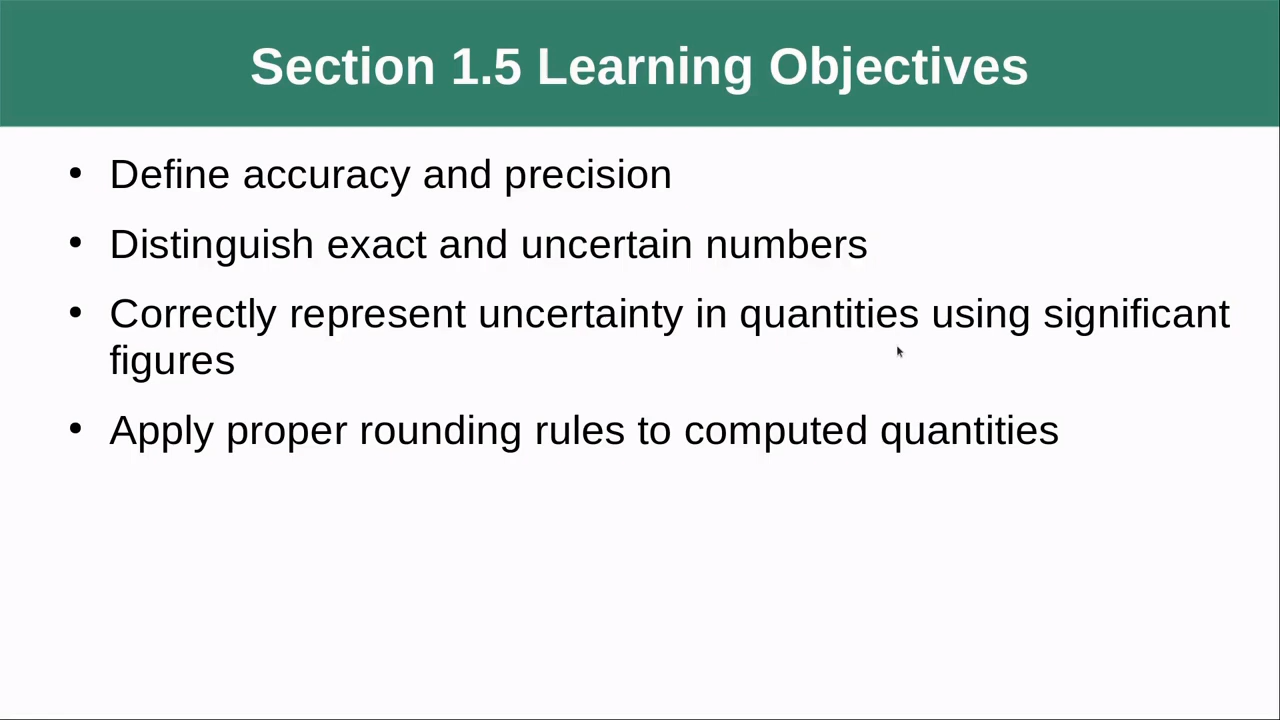 Section 1.5 Learning Objectives
• Define accuracy and precision
• Distinguish exact and uncertain numbers
• Correctly represent uncertainty in quantities using significant
figures
• Apply proper rounding rules to computed quantities